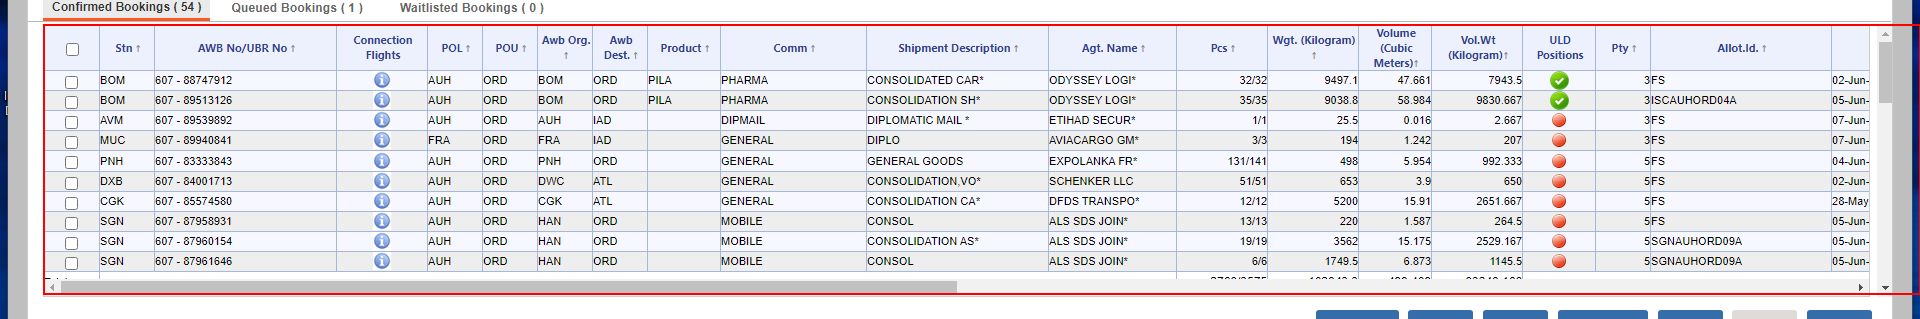 Confirmed Bookings ( 54 ) Queued Bookings ( 1 ) Waitlisted Bookings ( 0 )
Stn ↑ AWB No/UBR No ↑ Connection Flights POL ↑ POU ↑ Awb Org. ↑ Awb Dest. ↑ Product ↑ Comm ↑ Shipment Description ↑ Agt. Name ↑ Pcs ↑ Wgt. (Kilogram) ↑ Volume (Cubic Meters)↑ Vol.Wt (Kilogram)↑ ULD Positions Pty ↑ Allot.Id. ↑
BOM 607 - 88747912 AUH ORD BOM ORD PILA PHARMA CONSOLIDATED CAR* ODYSSEY LOGI* 32/32 9497.1 47.661 7943.5 3 FS 02-Jun-
BOM 607 - 89513126 AUH ORD BOM ORD PILA PHARMA CONSOLIDATION SH* ODYSSEY LOGI* 35/35 9038.8 58.984 9830.667 3 ISCAUHORD04A 05-Jun-
AVM 607 - 89539892 AUH ORD AUH IAD DIPMAIL DIPLOMATIC MAIL * ETIHAD SECUR* 1/1 25.5 0.016 2.667 3 FS 07-Jun-
MUC 607 - 89940841 FRA ORD FRA IAD GENERAL DIPLO AVIACARGO GM* 3/3 194 1.242 207 3 FS 07-Jun-
PNH 607 - 83333843 AUH ORD PNH ORD GENERAL GENERAL GOODS EXPOLANKA FR* 131/141 498 5.954 992.333 5 FS 04-Jun-
DXB 607 - 84001713 AUH ORD DWC ATL GENERAL CONSOLIDATION,VO* SCHENKER LLC 51/51 653 3.9 650 5 FS 02-Jun-
CGK 607 - 85574580 AUH ORD CGK ATL GENERAL CONSOLIDATION CA* DFDS TRANSPO* 12/12 5200 15.91 2651.667 5 FS 28-May
SGN 607 - 87958931 AUH ORD HAN ORD MOBILE CONSOL ALS SDS JOIN* 13/13 220 1.587 264.5 5 FS 05-Jun-
SGN 607 - 87960154 AUH ORD HAN ORD MOBILE CONSOLIDATION AS* ALS SDS JOIN* 19/19 3562 15.175 2529.167 5 SGNAUHORD09A 05-Jun-
SGN 607 - 87961646 AUH ORD HAN ORD MOBILE CONSOL ALS SDS JOIN* 6/6 1749.5 6.873 1145.5 5 SGNAUHORD09A 05-Jun-